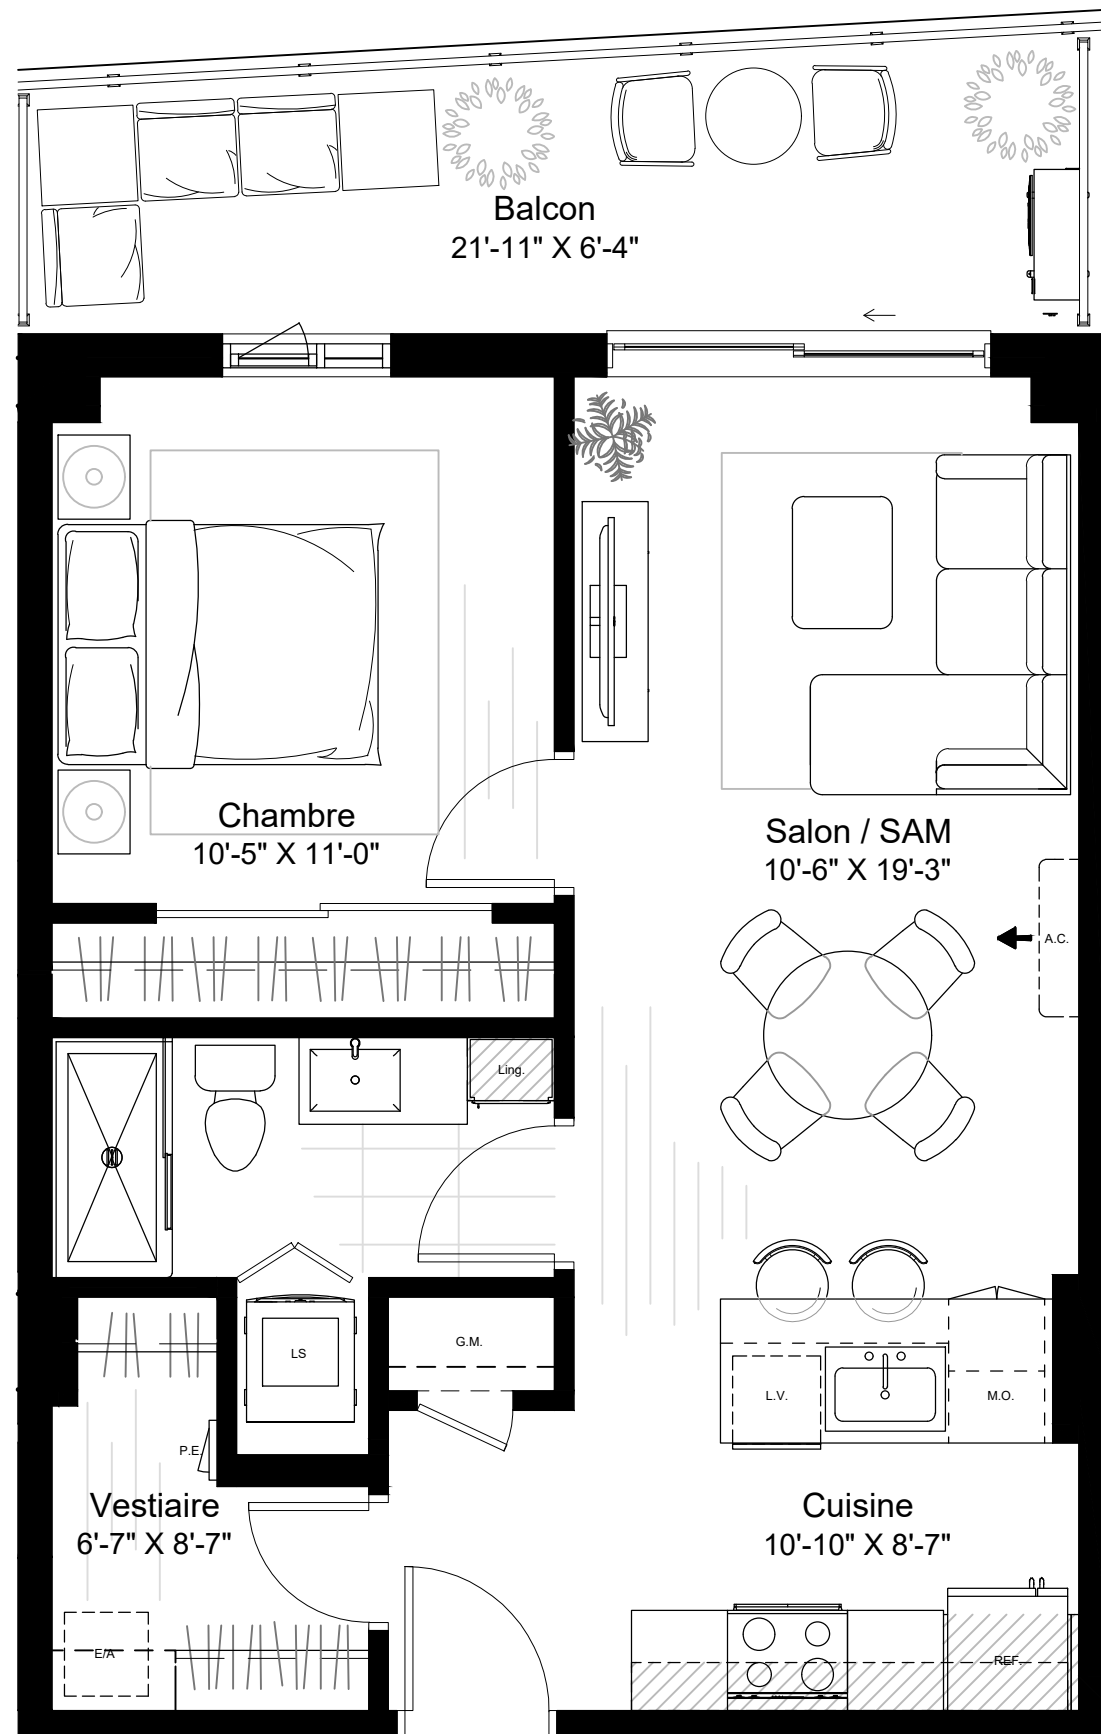 Balcon
21'-11" X 6'-4"
Chambre
10'-5" X 11'-0"
Salon / SAM
10'-6" X 19'-3"
A.C.
Ling.
LS
G.M.
L.V.
M.O.
P.E.
Vestiaire
6'-7" X 8'-7"
Cuisine
10'-10" X 8'-7"
E/A
REF.